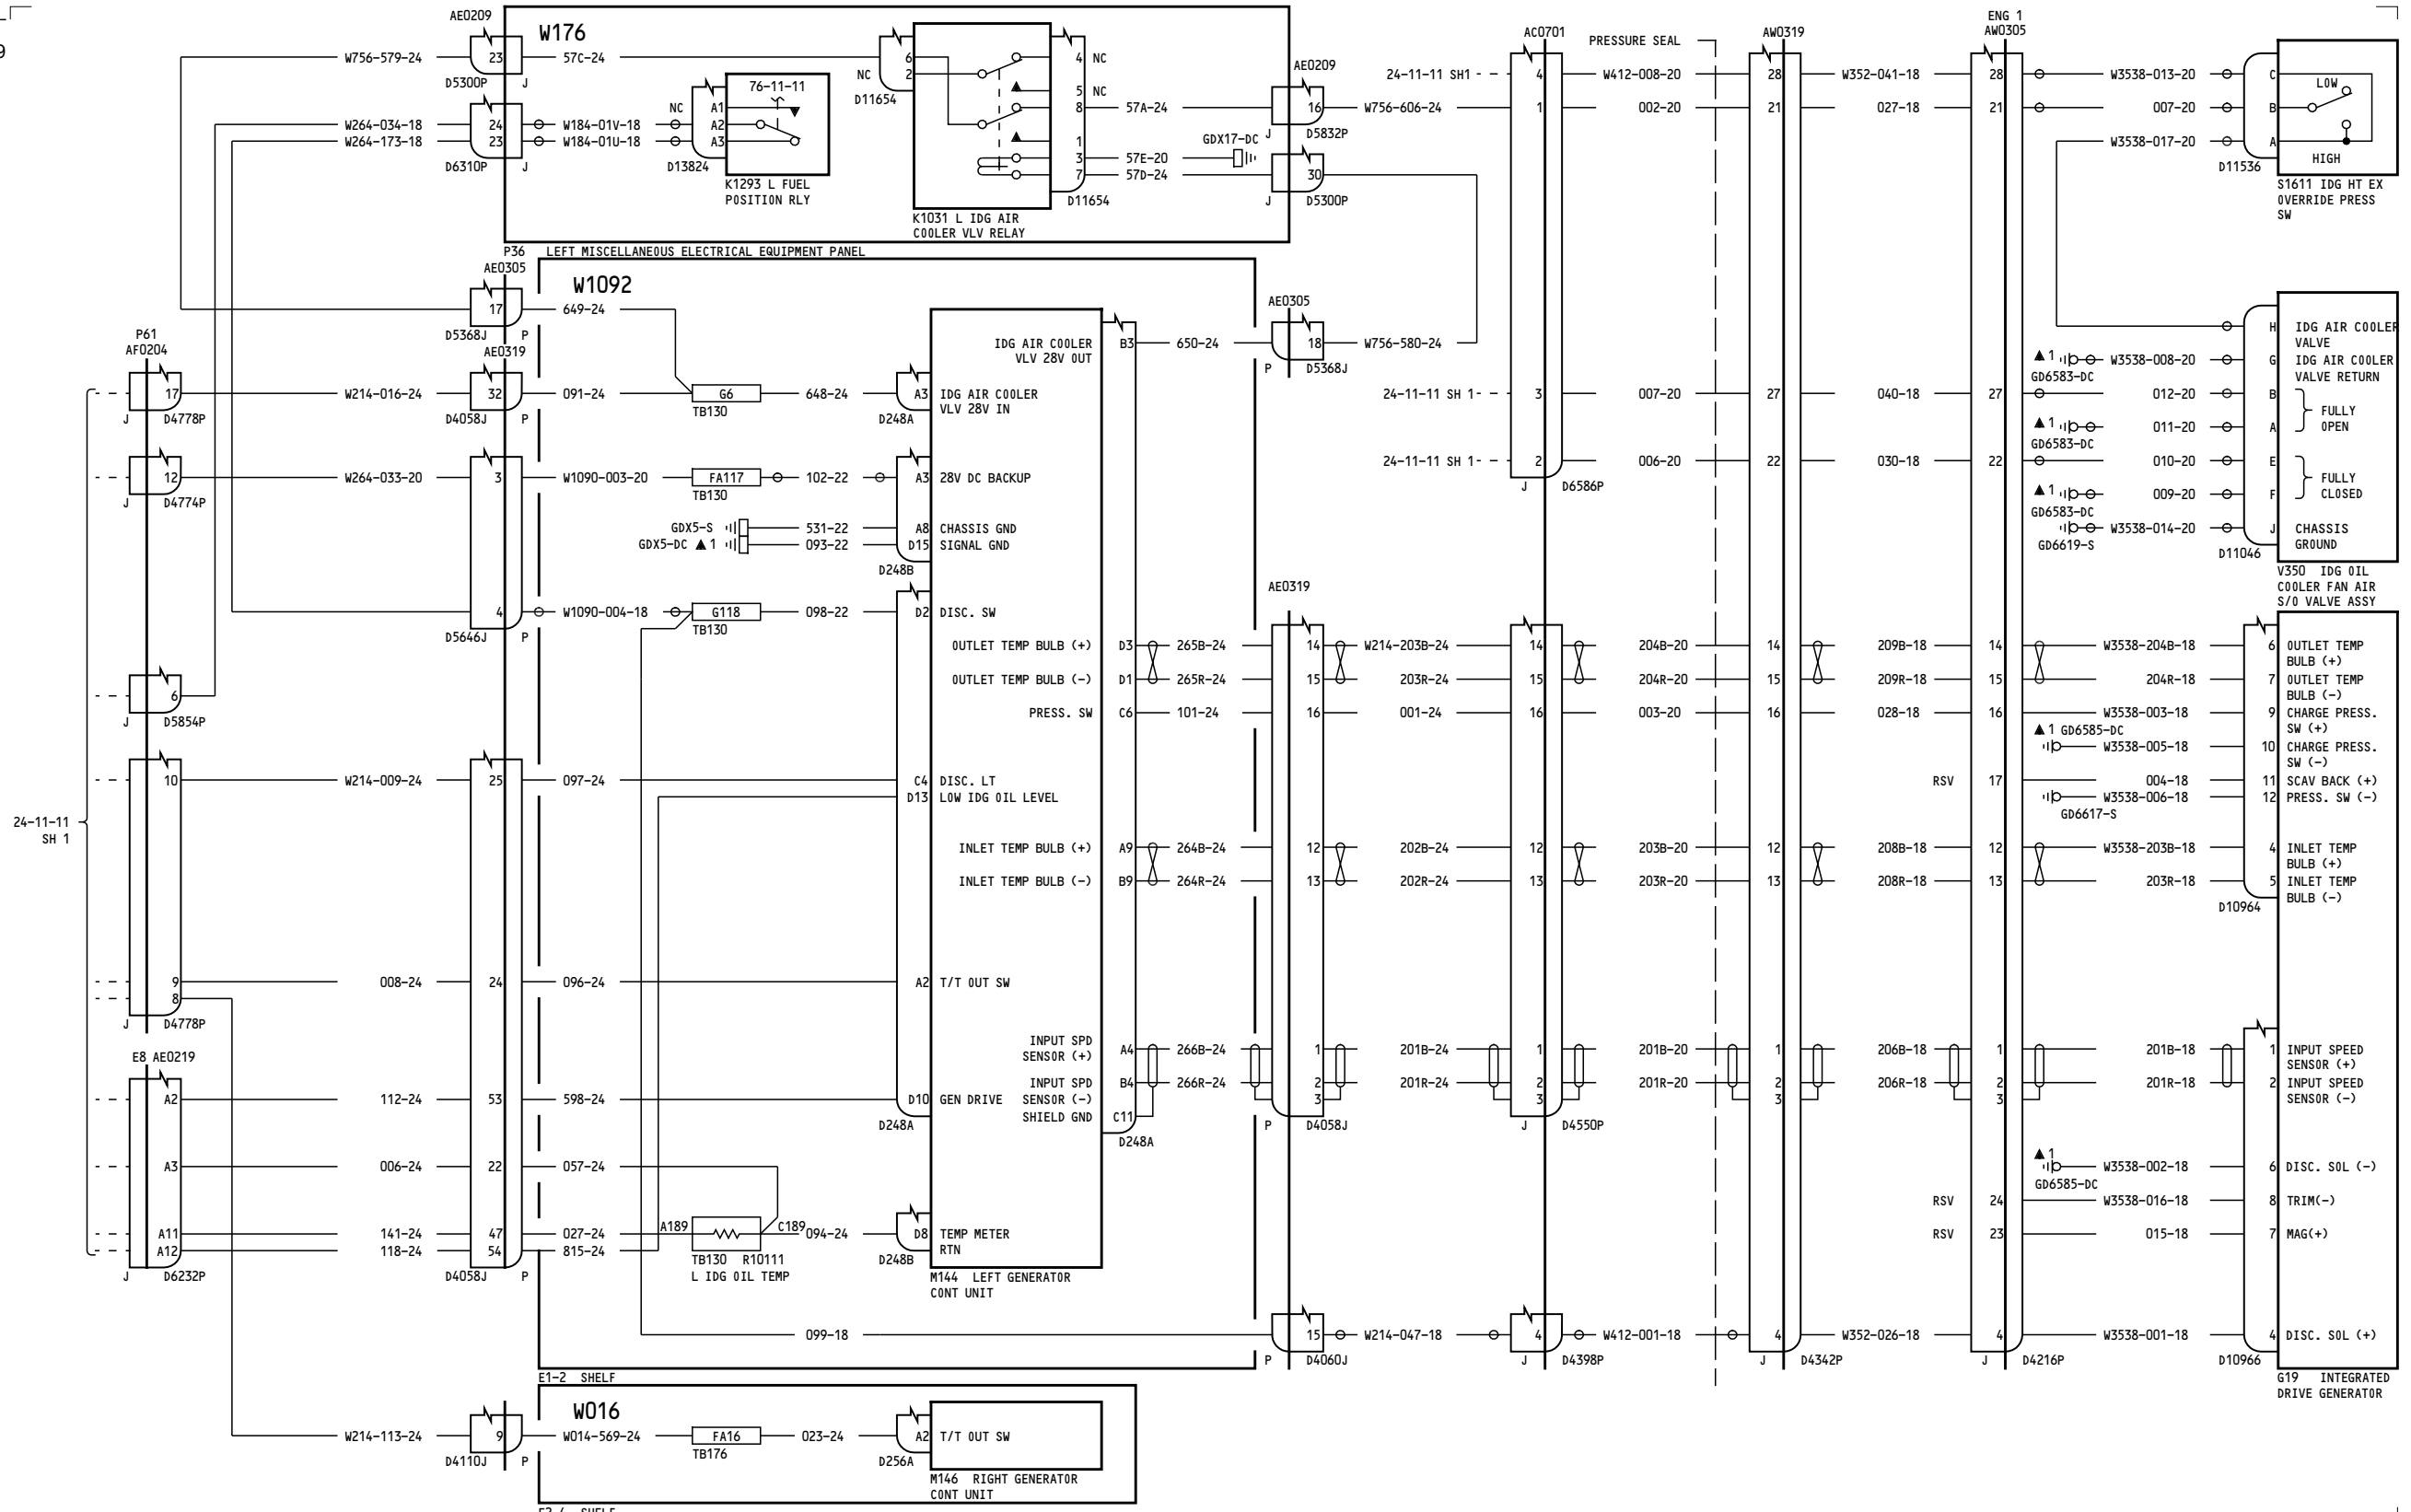 9
AE0209
W176
W756-579-24
23
57C-24
D5300P
J
W264-034-18
24
W184-01V-18
W264-173-18
23
W184-01U-18
D6310P
J
NC
A1
A2
A3
D13824
76-11-11
K1293 L FUEL
POSITION RLY
6
NC
2
D11654
4
NC
5
NC
8
57A-24
1
3
57E-20
7
57D-24
D11654
K1031 L IDG AIR
COOLER VLV RELAY
GDX17-DC
AE0209
16
W756-606-24
J
D5832P
30
J
D5300P
P36
LEFT MISCELLANEOUS ELECTRICAL EQUIPMENT PANEL
AC0701
PRESSURE SEAL
AW0319
ENG 1
AW0305
24-11-11 SH1
4
W412-008-20
28
W352-041-18
28
W3538-013-20
C
1
002-20
21
027-18
21
007-20
B
W3538-017-20
A
D11536
LOW
HIGH
S1611 IDG HT EX
OVERRIDE PRESS
SW
AE0305
W1092
17
649-24
D5368J
P
P61
AF0204
17
J
D4778P
W214-016-24
AE0319
32
091-24
D4058J
P
G6
TB130
648-24
A3
IDG AIR COOLER
VLV 28V IN
D248A
IDG AIR COOLER
VLV 28V OUT
B3
650-24
AE0305
18
W756-580-24
P
D5368J
24-11-11 SH 1
3
007-20
27
040-18
27
012-20
24-11-11 SH 1
2
006-20
22
030-18
22
010-20
J
D6586P
H
IDG AIR COOLER
VALVE
1
W3538-008-20
G
IDG AIR COOLER
VALVE RETURN
GD6583-DC
B
FULLY
OPEN
1
011-20
A
GD6583-DC
E
FULLY
CLOSED
1
009-20
F
GD6583-DC
W3538-014-20
J
CHASSIS
GROUND
GD6619-S
D11046
V350 IDG OIL
COOLER FAN AIR
S/O VALVE ASSY
12
J
D4774P
W264-033-20
3
W1090-003-20
FA117
TB130
102-22
A3
28V DC BACKUP
GDX5-S
531-22
A8
CHASSIS GND
GDX5-DC
1
093-22
D15
SIGNAL GND
D248B
4
W1090-004-18
G118
TB130
098-22
D2
DISC. SW
D5646J
P
6
J
D5854P
AE0319
OUTLET TEMP BULB (+)
D3
265B-24
14
W214-203B-24
14
204B-20
14
209B-18
14
W3538-204B-18
6
OUTLET TEMP
BULB (+)
OUTLET TEMP BULB (-)
D1
265R-24
15
203R-24
15
204R-20
15
209R-18
15
204R-18
7
OUTLET TEMP
BULB (-)
PRESS. SW
C6
101-24
16
001-24
16
003-20
16
028-18
16
W3538-003-18
9
CHARGE PRESS.
SW (+)
1
GD6585-DC
W3538-005-18
10
CHARGE PRESS.
SW (-)
24-11-11
SH 1
10
W214-009-24
25
097-24
C4
DISC. LT
D13
LOW IDG OIL LEVEL
RSV
17
004-18
11
SCAV BACK (+)
W3538-006-18
12
PRESS. SW (-)
GD6617-S
INLET TEMP BULB (+)
A9
264B-24
12
202B-24
12
203B-20
12
208B-18
12
W3538-203B-18
4
INLET TEMP
BULB (+)
INLET TEMP BULB (-)
B9
264R-24
13
202R-24
13
203R-20
13
208R-18
13
203R-18
5
INLET TEMP
BULB (-)
D10964
9
008-24
24
096-24
A2
T/T OUT SW
8
J
D4778P
INPUT SPD
SENSOR (+)
A4
266B-24
1
201B-24
1
201B-20
1
206B-18
1
201B-18
1
INPUT SPEED
SENSOR (+)
INPUT SPD
SENSOR (-)
B4
266R-24
2
201R-24
2
201R-20
2
206R-18
2
201R-18
2
INPUT SPEED
SENSOR (-)
3
3
3
3
SHIELD GND
C11
D248A
P
D4058J
J
D4550P
E8 AE0219
A2
112-24
53
598-24
D10
GEN DRIVE
D248A
A3
006-24
22
057-24
1
W3538-002-18
6
DISC. SOL (-)
GD6585-DC
RSV
24
W3538-016-18
8
TRIM(-)
A11
141-24
47
027-24
A189
C189
094-24
D8
TEMP METER
RTN
RSV
23
015-18
7
MAG(+)
A12
118-24
54
815-24
J
D6232P
D4058J
P
TB130 R10111
L IDG OIL TEMP
D248B
M144 LEFT GENERATOR
CONT UNIT
099-18
15
W214-047-18
4
W412-001-18
4
W352-026-18
4
W3538-001-18
4
DISC. SOL (+)
P
D4060J
J
D4398P
J
D4342P
J
D4216P
D10966
G19 INTEGRATED
DRIVE GENERATOR
E1-2 SHELF
W016
W214-113-24
9
W014-569-24
FA16
TB176
023-24
A2
T/T OUT SW
D4110J
P
D256A
M146 RIGHT GENERATOR
CONT UNIT